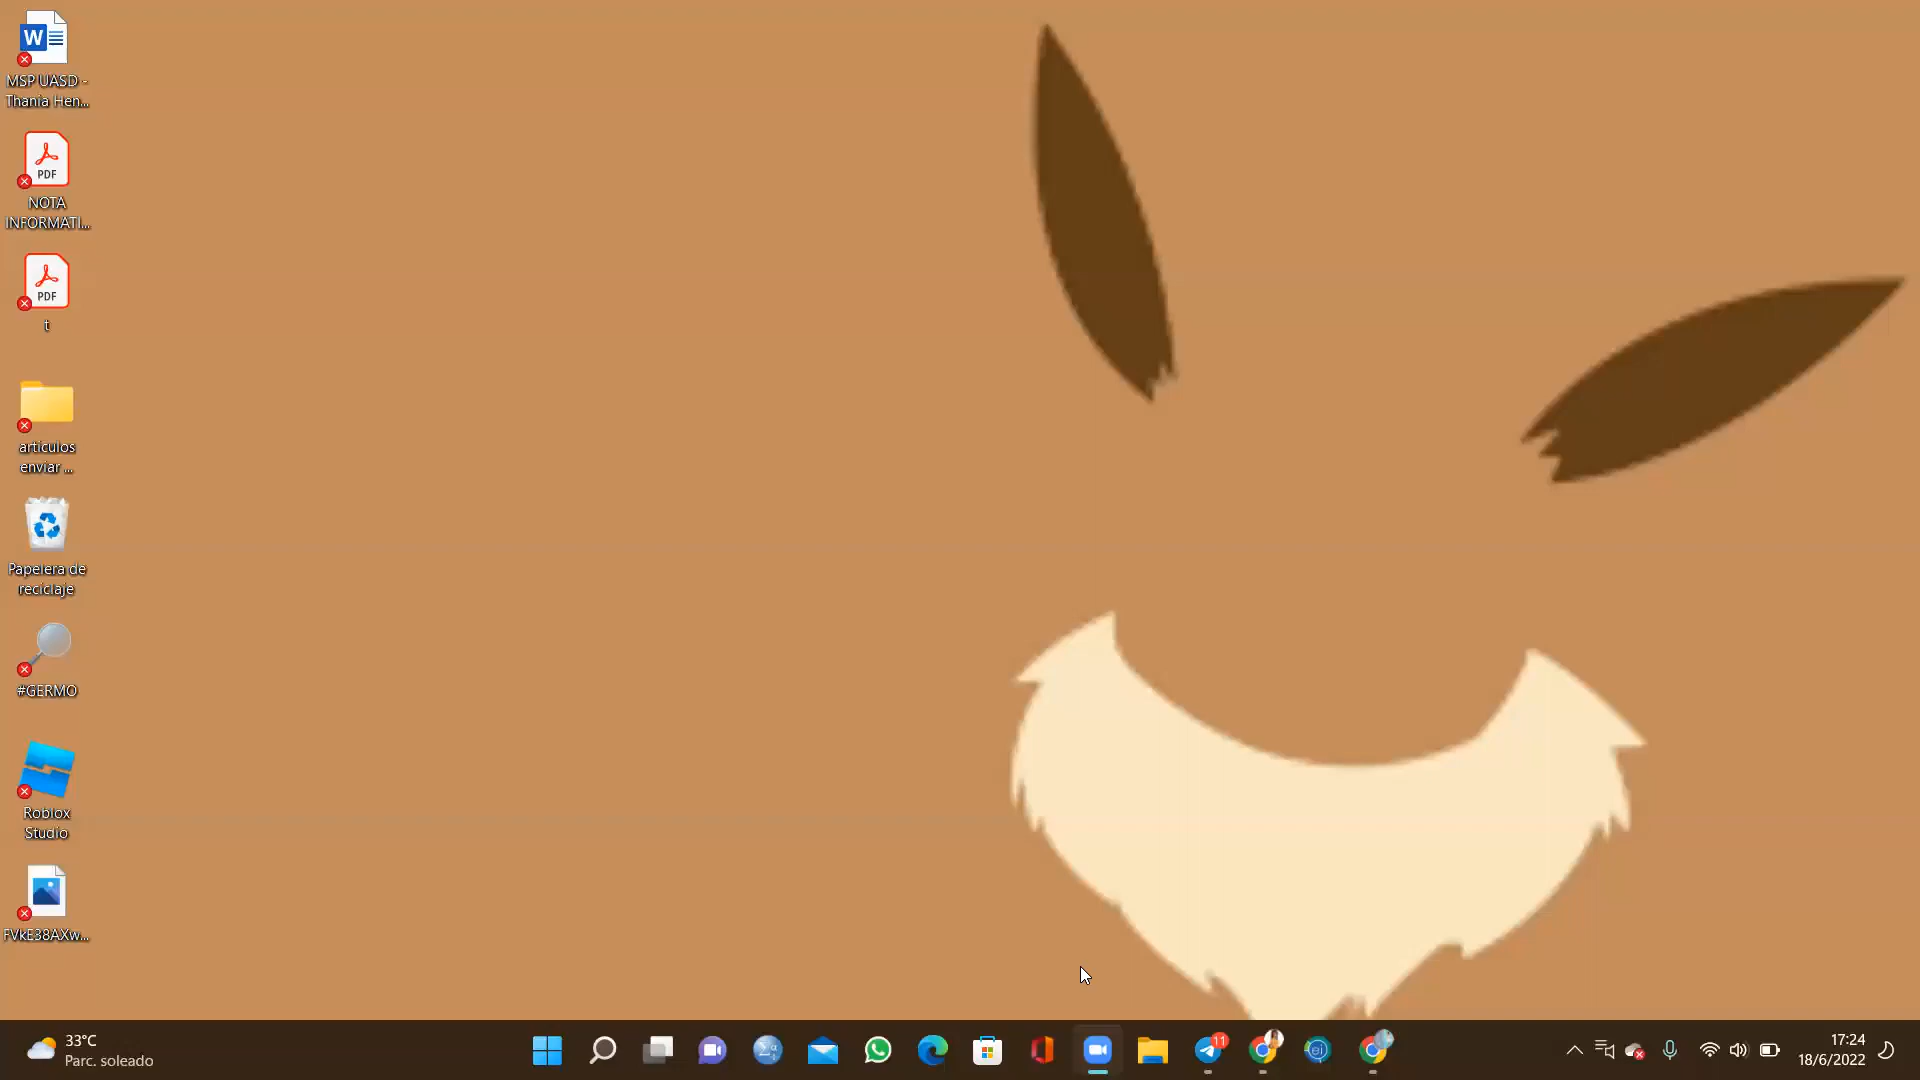 MSP UASD -
Thania Hen...
PDF
NOTA
INFORMATI...
PDF
t
articulos
enviar ...
Papelera de
reciclaje
#GERMO
Roblox
Studio
FVkE38AXw...
33°C
Parc. soleado
11
17:24
18/6/2022